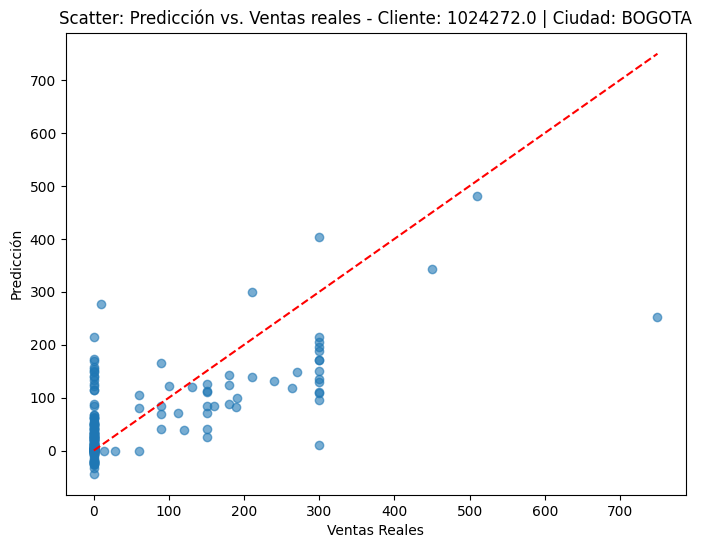 Scatter: Predicción vs. Ventas reales - Cliente: 1024272.0 | Ciudad: BOGOTA
Predicción
700
600
500
400
300
200
100
0
0 100 200 300 400 500 600 700
Ventas Reales